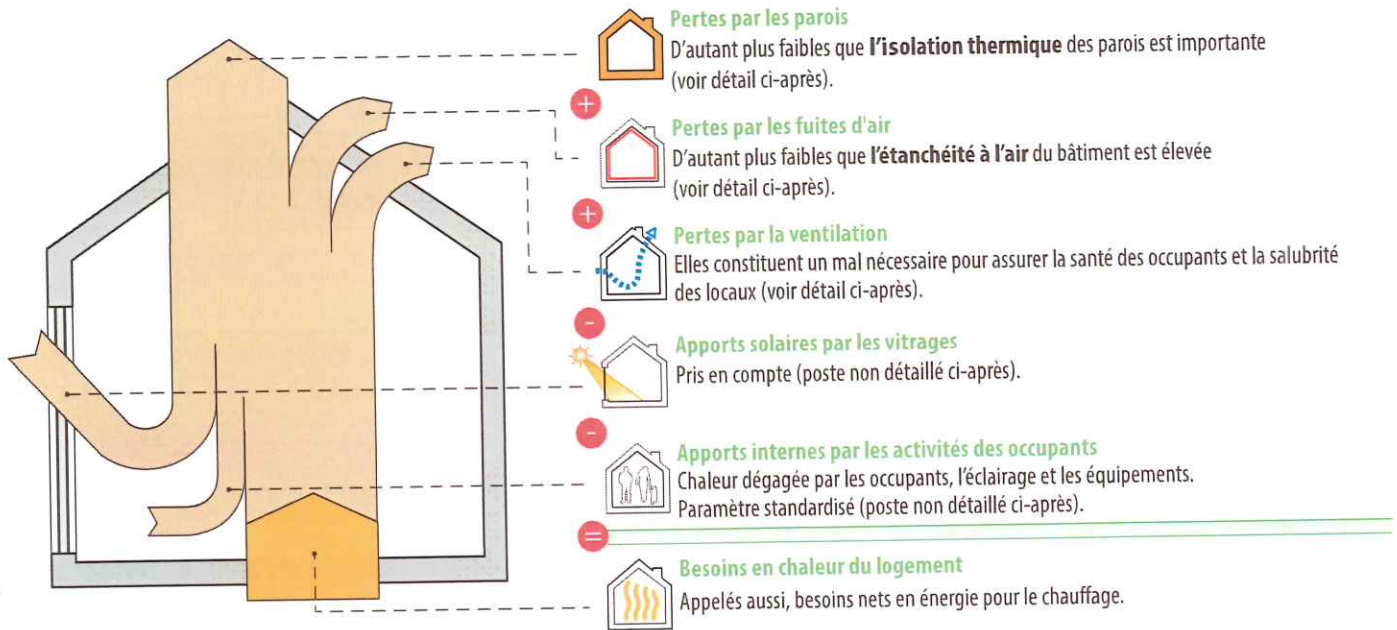 Pertes par les parois
D'autant plus faibles que l'isolation thermique des parois est importante
(voir détail ci-après).
+
Pertes par les fuites d'air
D'autant plus faibles que l'étanchéité à l'air du bâtiment est élevée
(voir détail ci-après).
+
Pertes par la ventilation
Elles constituent un mal nécessaire pour assurer la santé des occupants et la salubrité
des locaux (voir détail ci-après).
-
Apports solaires par les vitrages
Pris en compte (poste non détaillé ci-après).
-
Apports internes par les activités des occupants
Chaleur dégagée par les occupants, l'éclairage et les équipements.
Paramètre standardisé (poste non détaillé ci-après).
=
Besoins en chaleur du logement
Appelés aussi, besoins nets en énergie pour le chauffage.